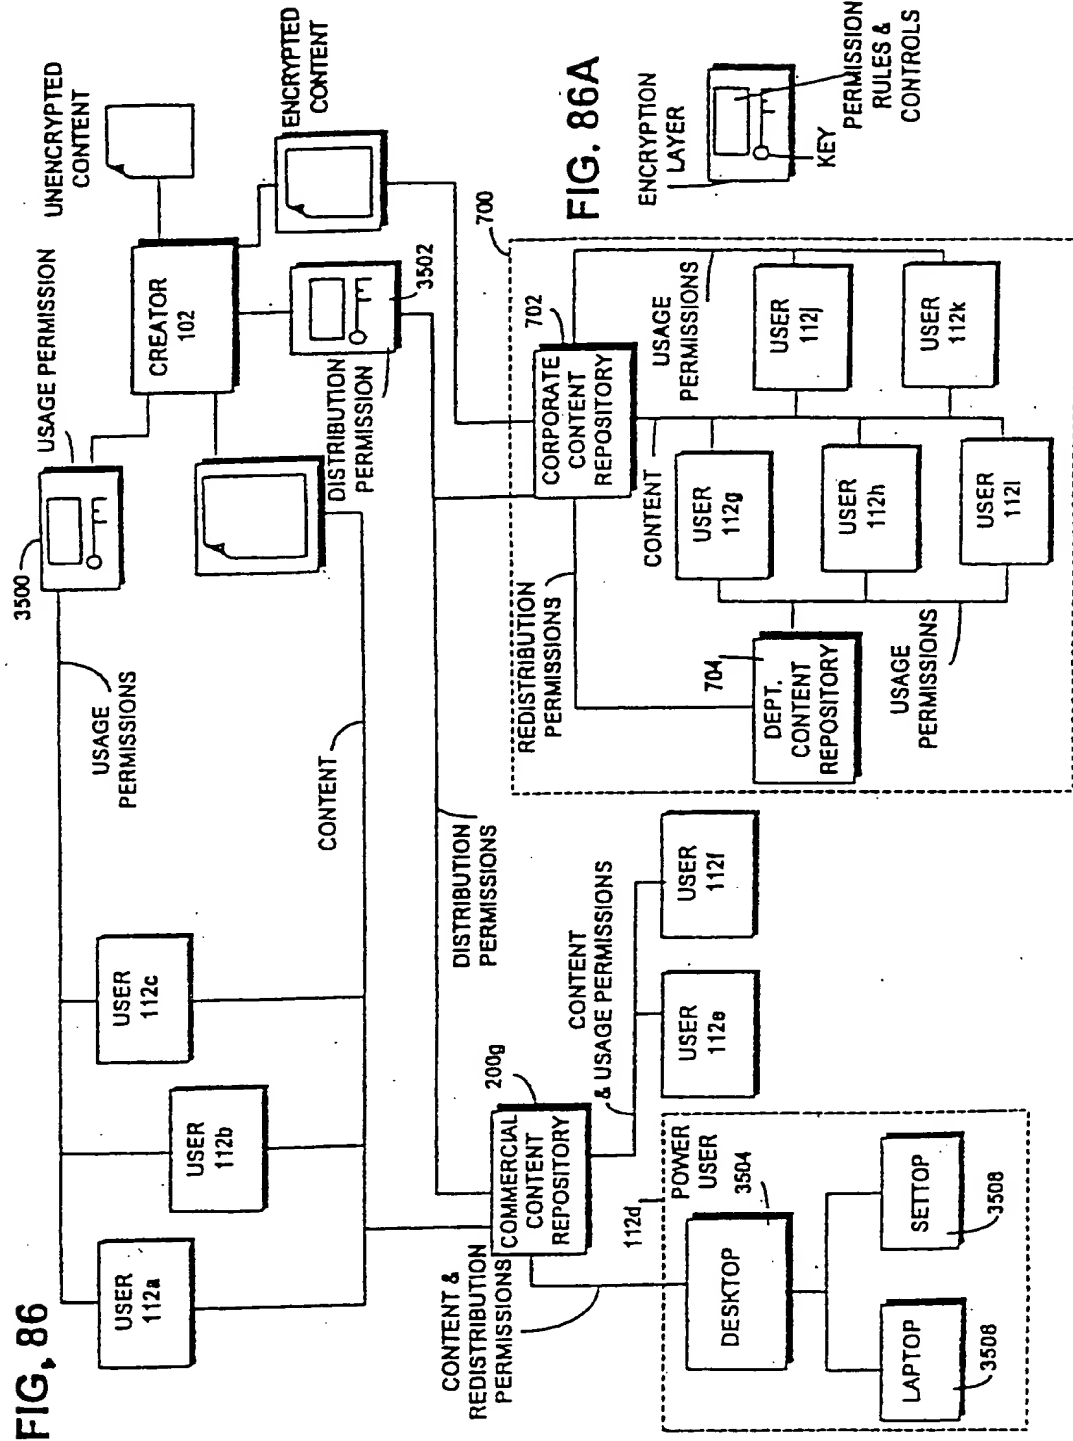 FIG. 86
USER
112a
USER
112b
USER
112c
USAGE
PERMISSIONS
3500
USAGE PERMISSION
CREATOR
102
UNENCRYPTED
CONTENT
ENCRYPTED
CONTENT
CONTENT
DISTRIBUTION
PERMISSION
3502
DISTRIBUTION
PERMISSIONS
COMMERCIAL
CONTENT
REPOSITORY
200g
CONTENT &
REDISTRIBUTION
PERMISSIONS
CONTENT
& USAGE PERMISSIONS
USER
112e
USER
112f
112d
POWER
USER
3504
DESKTOP
LAPTOP
3508
SETTOP
3508
700
CORPORATE
CONTENT
REPOSITORY
702
REDISTRIBUTION
PERMISSIONS
CONTENT
USAGE
PERMISSIONS
704
DEPT.
CONTENT
REPOSITORY
USAGE
PERMISSIONS
USER
112g
USER
112h
USER
112I
USER
112j
USER
112k
FIG. 86A
ENCRYPTION
LAYER
KEY
PERMISSION
RULES &
CONTROLS